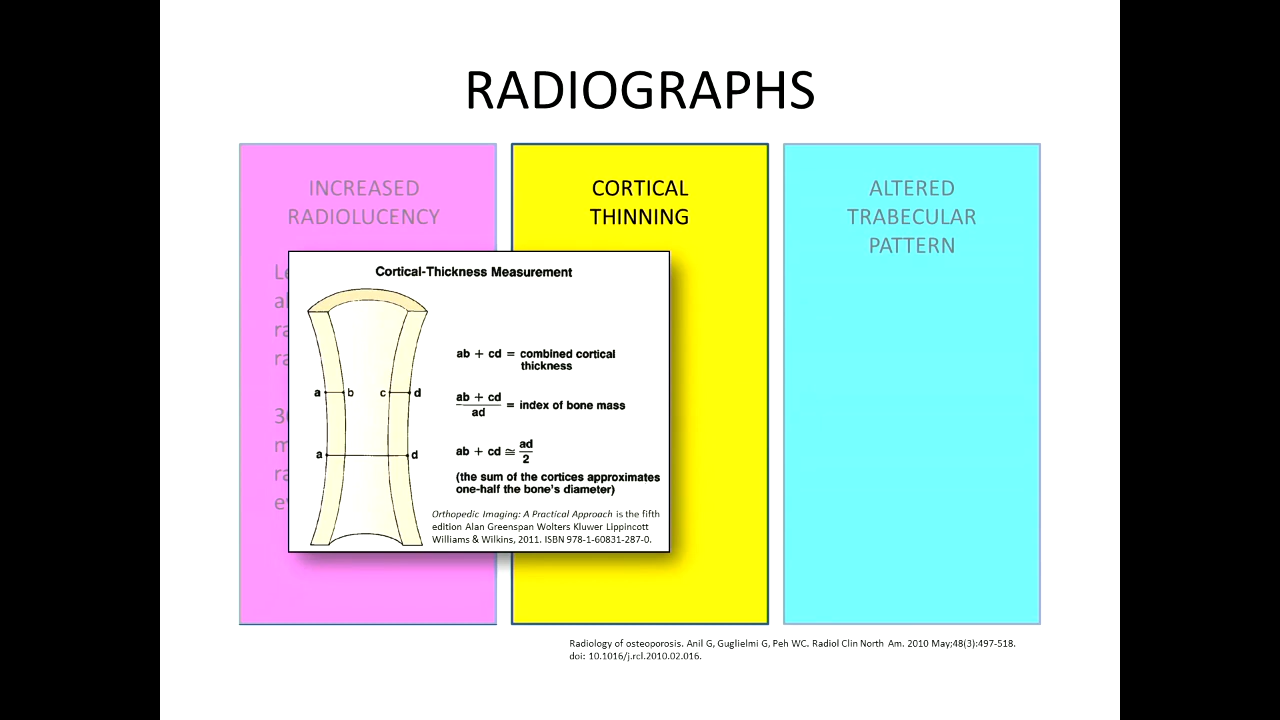 RADIOGRAPHS
INCREASED
RADIOLUCENCY
CORTICAL
THINNING
ALTERED
TRABECULAR
PATTERN
Cortical-Thickness Measurement
a b c d
a d
ab + cd = combined cortical
thickness
ab + cd
ad
= index of bone mass
ab + cd ≅ ad
2
(the sum of the cortices approximates
one-half the bone's diameter)
Orthopedic Imaging: A Practical Approach is the fifth
edition Alan Greenspan Wolters Kluwer Lippincott
Williams & Wilkins, 2011. ISBN 978-1-60831-287-0.
Radiology of osteoporosis. Anil G, Guglielmi G, Peh WC. Radiol Clin North Am. 2010 May;48(3):497-518.
doi: 10.1016/j.rcl.2010.02.016.